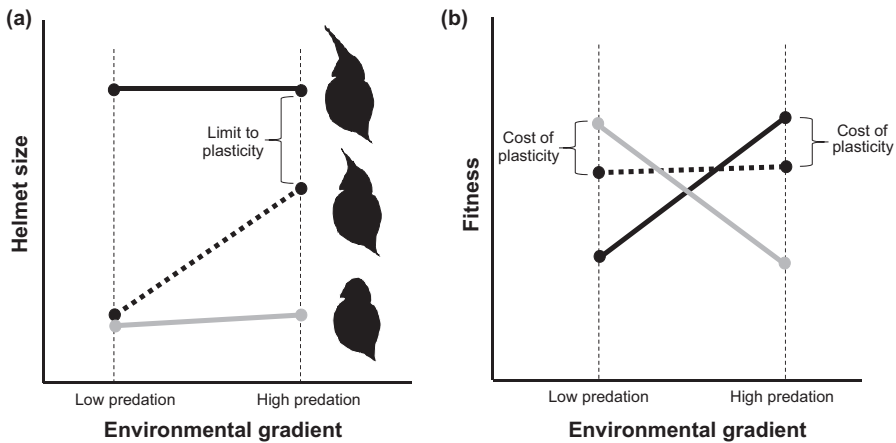 (a)
Helmet size
Limit to
plasticity
Low predation
High predation
Environmental gradient
(b)
Fitness
Cost of
plasticity
Cost of
plasticity
Low predation
High predation
Environmental gradient